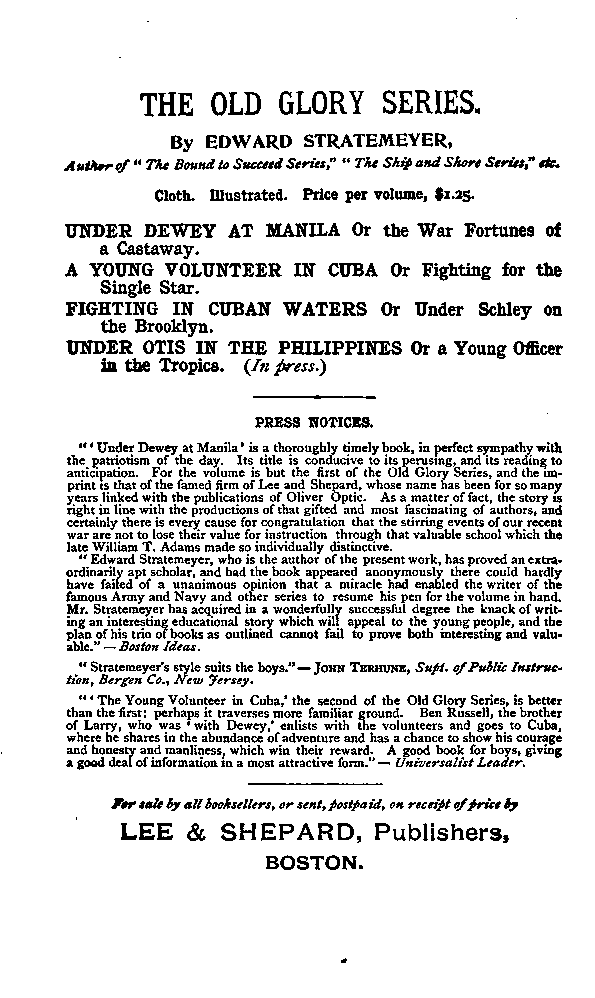 THE OLD GLORY SERIES.
By EDWARD STRATEMEYER,
Author of "The Bound to Succeed Series," "The Ship and Shore Series," etc.
Cloth. Illustrated. Price per volume, $1.25.
UNDER DEWEY AT MANILA Or the War Fortunes of
a Castaway.
A YOUNG VOLUNTEER IN CUBA Or Fighting for the
Single Star.
FIGHTING IN CUBAN WATERS Or Under Schley on
the Brooklyn.
UNDER OTIS IN THE PHILIPPINES Or a Young Officer
in the Tropics. (In press.)
PRESS NOTICES.
"'Under Dewey at Manila' is a thoroughly timely book, in perfect sympathy with
the patriotism of the day. Its title is conducive to its perusing, and its reading to
anticipation. For the volume is but the first of the Old Glory Series, and the im-
print is that of the famed firm of Lee and Shepard, whose name has been for so many
years linked with the publications of Oliver Optic. As a matter of fact, the story is
right in line with the productions of that gifted and most fascinating of authors, and
certainly there is every cause for congratulation that the stirring events of our recent
war are not to lose their value for instruction through that valuable school which the
late William T. Adams made so individually distinctive.
"Edward Stratemeyer, who is the author of the present work, has proved an extra-
ordinarily apt scholar, and had the book appeared anonymously there could hardly
have failed of a unanimous opinion that a miracle had enabled the writer of the
famous Army and Navy and other series to resume his pen for the volume in hand.
Mr. Stratemeyer has acquired in a wonderfully successful degree the knack of writ-
ing an interesting educational story which will appeal to the young people, and the
plan of his trio of books as outlined cannot fail to prove both interesting and valu-
able." — Boston Ideas.
"Stratemeyer's style suits the boys." — JOHN TERHUNE, Supt. of Public Instruc-
tion, Bergen Co., New Jersey.
"'The Young Volunteer in Cuba,' the second of the Old Glory Series, is better
than the first; perhaps it traverses more familiar ground. Ben Russell, the brother
of Larry, who was 'with Dewey,' enlists with the volunteers and goes to Cuba,
where he shares in the abundance of adventure and has a chance to show his courage
and honesty and manliness, which win their reward. A good book for boys, giving
a good deal of information in a most attractive form." — Universalist Leader.
For sale by all booksellers, or sent, postpaid, on receipt of price by
LEE & SHEPARD, Publishers,
BOSTON.